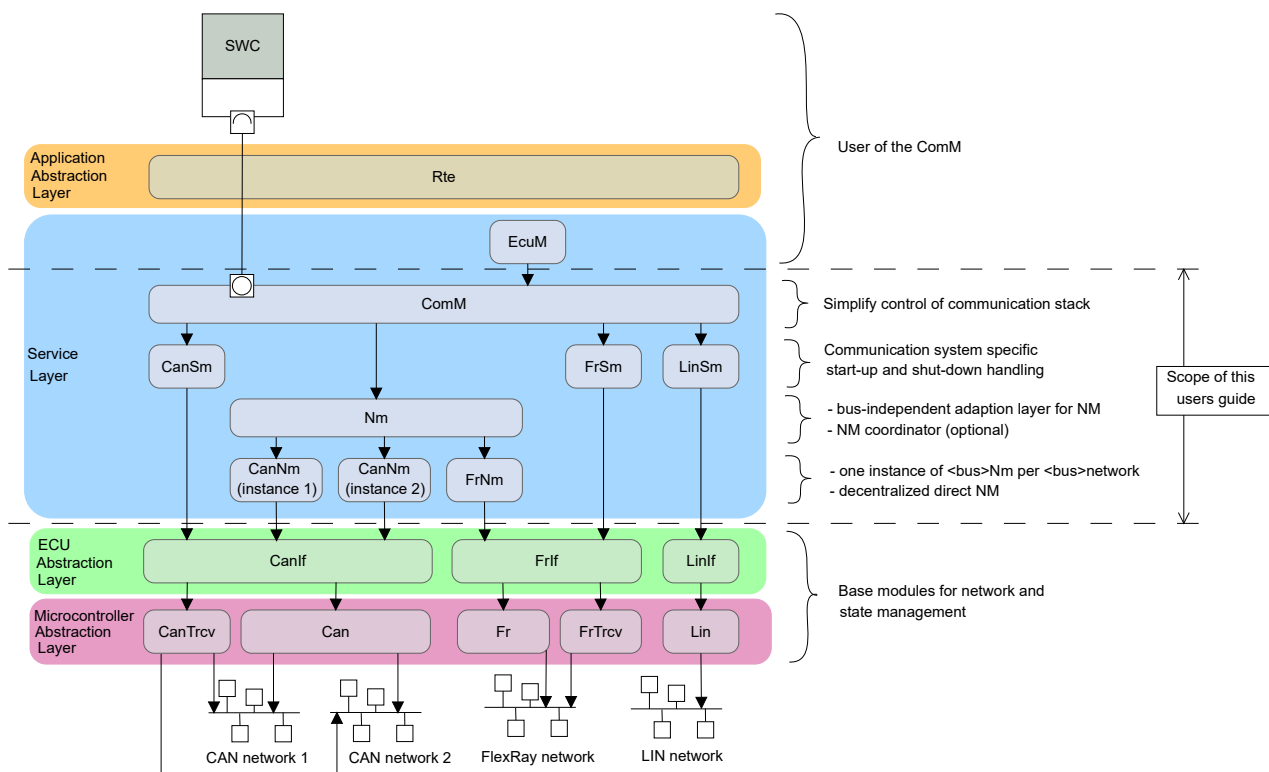 SWC
User of the ComM
Application
Abstraction
Layer
Rte
EcuM
ComM
Simplify control of communication stack
Service
Layer
CanSm
FrSm
LinSm
Communication system specific
start-up and shut-down handling
Scope of this
users guide
Nm
- bus-independent adaption layer for NM
- NM coordinator (optional)
CanNm
(instance 1)
CanNm
(instance 2)
FrNm
- one instance of <bus>Nm per <bus>network
- decentralized direct NM
ECU
Abstraction
Layer
CanIf
FrIf
LinIf
Base modules for network and
state management
Microcontroller
Abstraction
Layer
CanTrcv
Can
Fr
FrTrcv
Lin
CAN network 1
CAN network 2
FlexRay network
LIN network